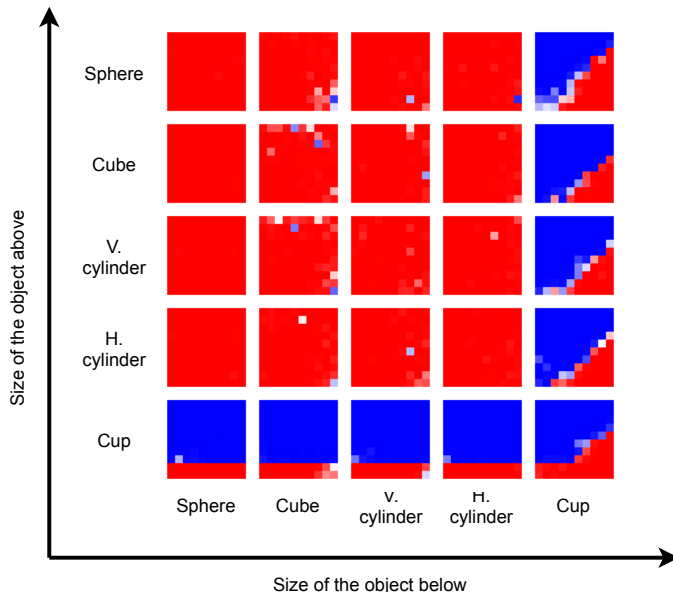 Size of the object above
Sphere
Cube
V.
cylinder
H.
cylinder
Cup
Sphere
Cube
V.
cylinder
H.
cylinder
Cup
Size of the object below